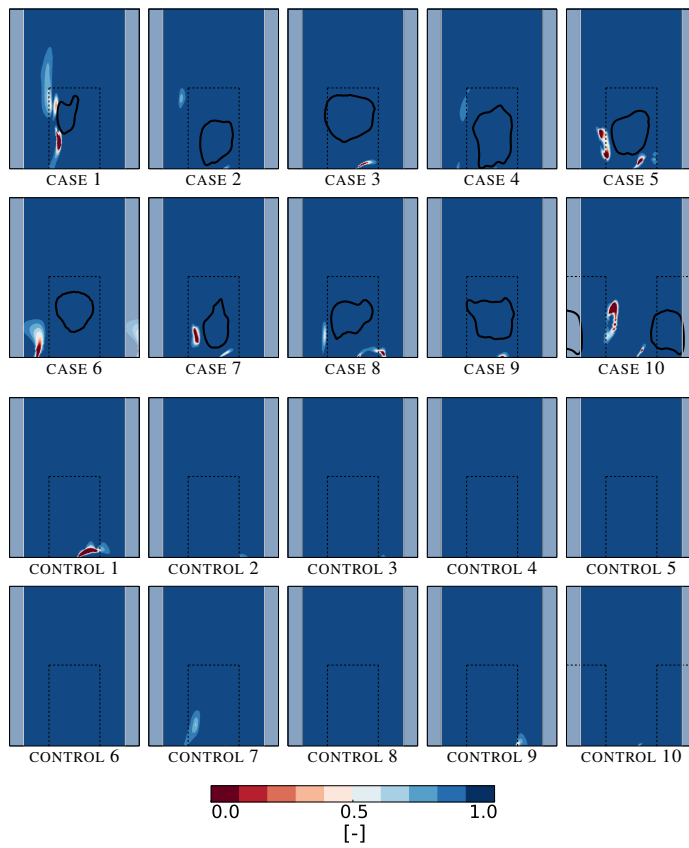 CASE 1 CASE 2 CASE 3 CASE 4 CASE 5
CASE 6 CASE 7 CASE 8 CASE 9 CASE 10
CONTROL 1 CONTROL 2 CONTROL 3 CONTROL 4 CONTROL 5
CONTROL 6 CONTROL 7 CONTROL 8 CONTROL 9 CONTROL 10
0.0 0.5 1.0
[-]